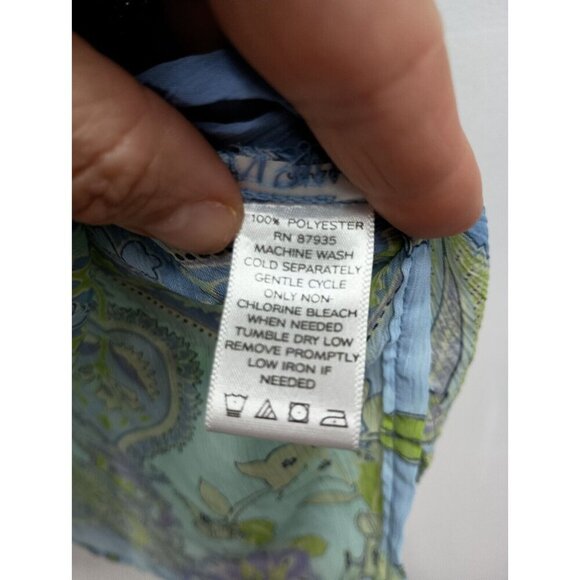 100% POLYESTER
RN 87935
MACHINE WASH
COLD SEPARATELY
GENTLE CYCLE
ONLY NON-
CHLORINE BLEACH
WHEN NEEDED
TUMBLE DRY LOW
REMOVE PROMPTLY
LOW IRON IF
NEEDED